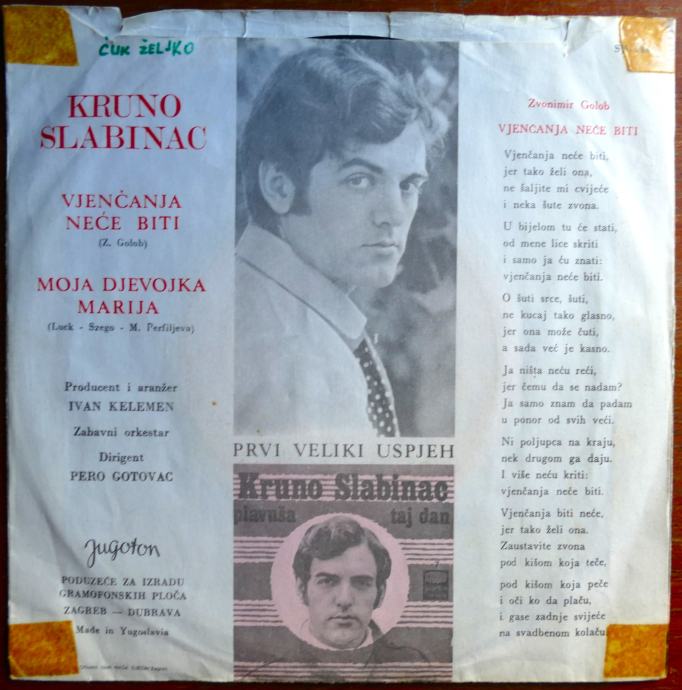 ČUK ŽELJKO
KRUNO
SLABINAC
VJENČANJA
NEĆE BITI
(Z. Golob)
MOJA DJEVOJKA
MARIJA
(Luck - Szego - M. Perfiljeva)
Producent i aranžer
IVAN KELEMEN
Zabavni orkestar
Dirigent
PERO GOTOVAC
Jugoton
PODUZEĆE ZA IZRADU
GRAMOFONSKIH PLOČA
ZAGREB — DUBRAVA
Made in Yugoslavia
PRVI VELIKI USPJEH
Kruno Slabinac
plavuša taj dan
Zvonimir Golob
VJENČANJA NEĆE BITI
Vjenčanja neće biti,
jer tako želi ona,
ne šaljite mi cvijeće
i neka šute zvona.
U bijelom tu će stati,
od mene lice skriti
i samo ja ću znati:
vjenčanja neće biti.
O šuti srce, šuti,
ne kucaj tako glasno,
jer ona može čuti,
a sada već je kasno.
Ja ništa neću reći,
jer čemu da se nadam?
Ja samo znam da padam
u ponor od svih veći.
Ni poljupca na kraju,
nek drugom ga daju.
I više neću kriti:
vjenčanja neće biti.
Vjenčanja biti neće,
jer tako želi ona.
Zaustavite zvona
pod kišom koja teče,
pod kišom koja peče
i oči ko da plaču,
i gase zadnje svijeće
na svadbenom kolaču.